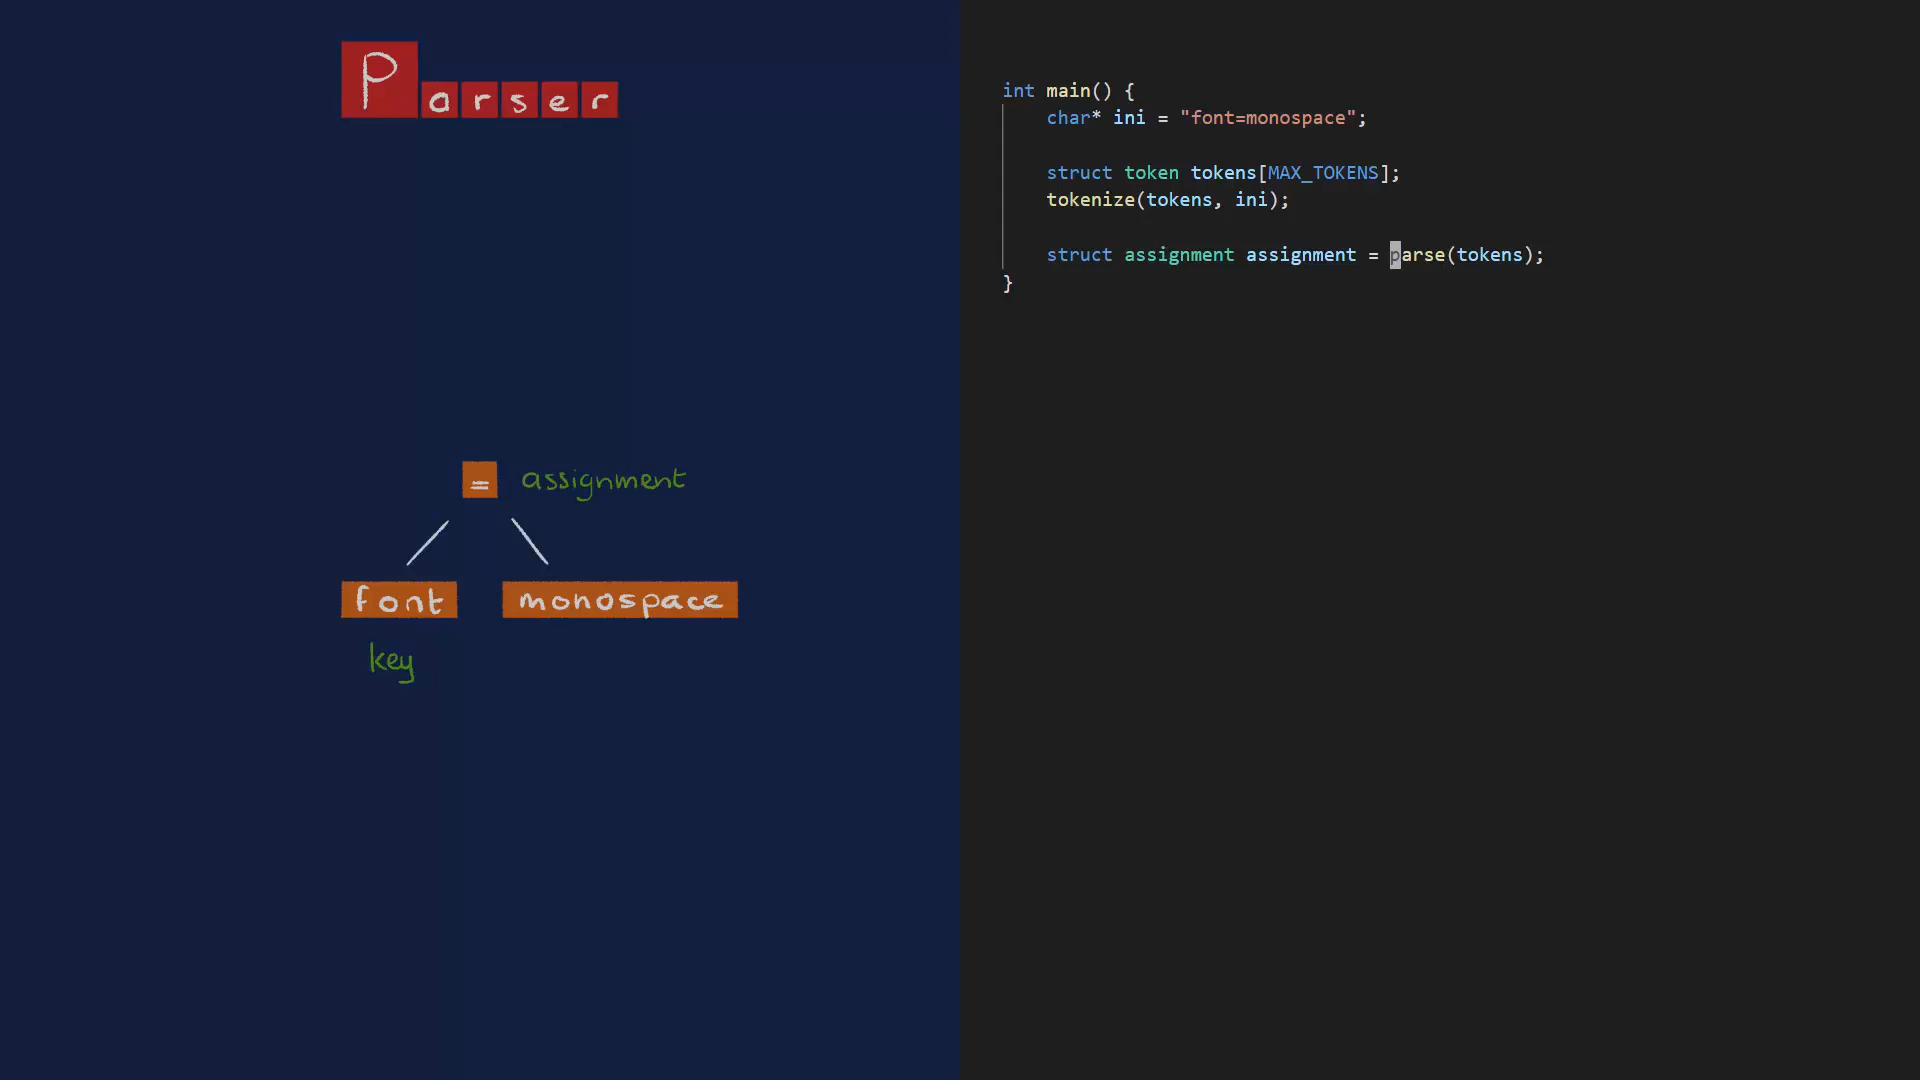 Parser
= assignment
font monospace
key
int main() {
    char* ini = "font=monospace";
    struct token tokens[MAX_TOKENS];
    tokenize(tokens, ini);
    struct assignment assignment = parse(tokens);
}